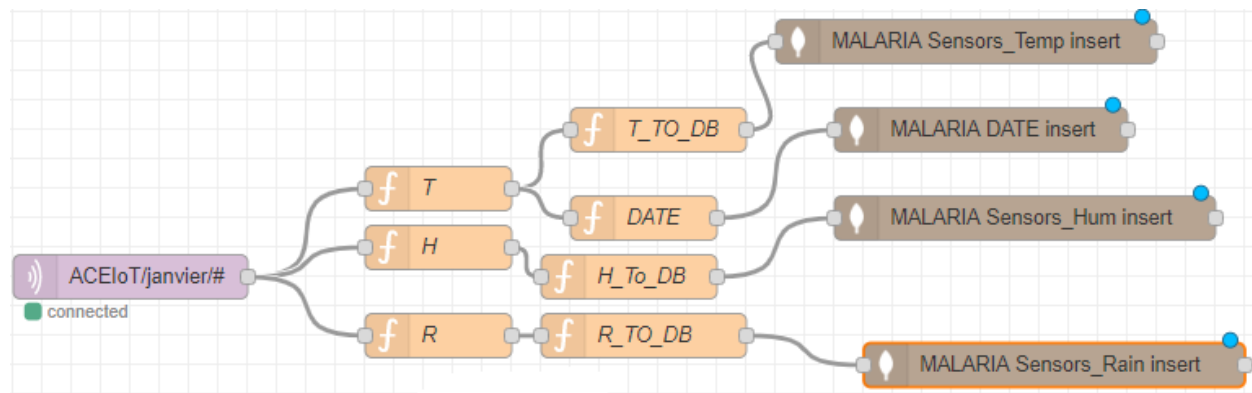 MALARIA Sensors_Temp insert
T_TO_DB
MALARIA DATE insert
T
DATE
MALARIA Sensors_Hum insert
H
ACEIoT/janvier/#
H_To_DB
connected
R
R_TO_DB
MALARIA Sensors_Rain insert